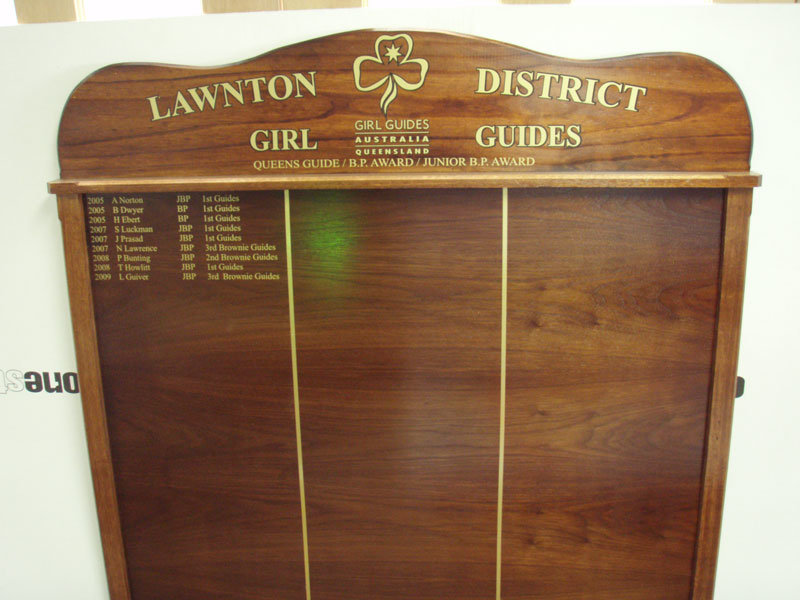 LAWNTON DISTRICT
GIRL GUIDES
GIRL GUIDES
AUSTRALIA
QUEENSLAND
QUEENS GUIDE / B.P. AWARD / JUNIOR B.P. AWARD
2005 A Norton JBP 1st Guides
2005 B Dwyer BP 1st Guides
2005 H Ebert BP 1st Guides
2007 S Luckman JBP 1st Guides
2007 J Prasad JBP 1st Guides
2007 N Lawrence JBP 3rd Brownie Guides
2008 P Bunting JBP 2nd Brownie Guides
2008 T Howlitt JBP 1st Guides
2009 L Guiver JBP 3rd Brownie Guides
onest